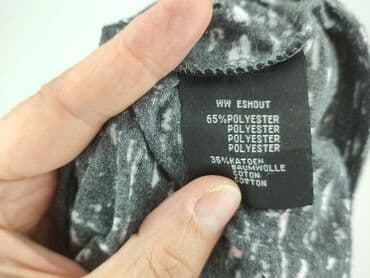 WW ESHOUT
65%POLYESTER
POLYESTER
POLYESTER
POLYESTER
35%KATOEN
BAUMWOLLE
COTON
COTTON